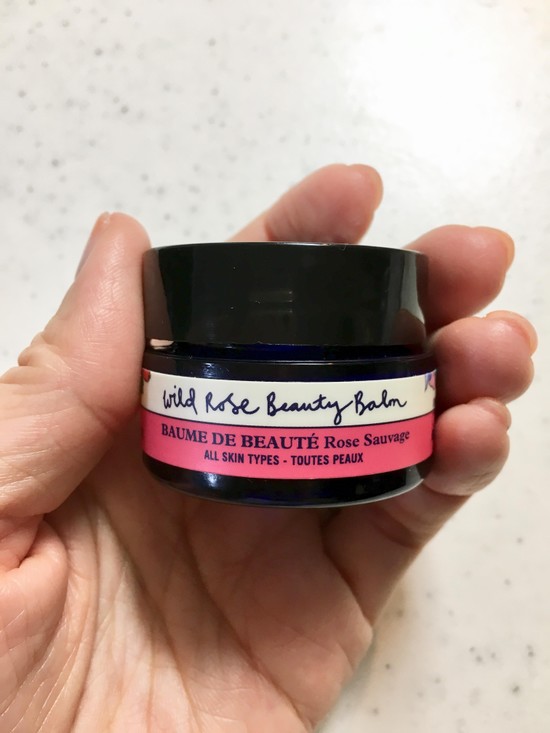 Wild Rose Beauty Balm
BAUME DE BEAUTÉ Rose Sauvage
ALL SKIN TYPES - TOUTES PEAUX